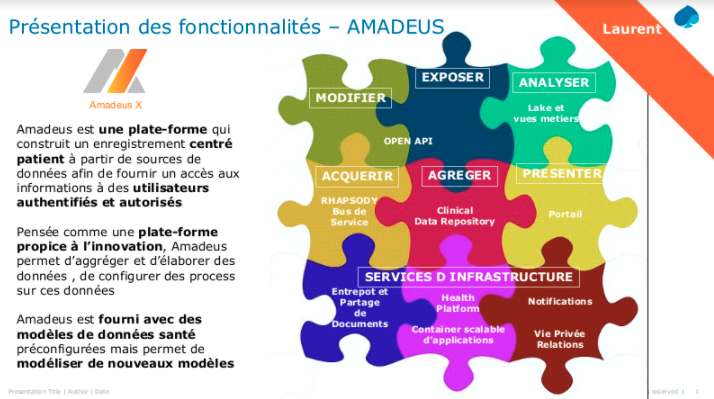 Présentation des fonctionnalités – AMADEUS
Laurent
Amadeus X
Amadeus est une plate-forme qui
construit un enregistrement centré
patient à partir de sources de
données afin de fournir un accès aux
informations à des utilisateurs
authentifiés et autorisés
Pensée comme une plate-forme
propice à l’innovation, Amadeus
permet d’aggréger et d’élaborer des
données , de configurer des process
sur ces données
Amadeus est fourni avec des
modèles de données santé
préconfigurées mais permet de
modéliser de nouveaux modèles
MODIFIER
EXPOSER
OPEN API
ANALYSER
Lake et
vues metiers
ACQUERIR
RHAPSODY
Bus de
Service
AGREGER
Clinical
Data Repository
PRESENTER
Portail
SERVICES D INFRASTRUCTURE
Entrepot et
Partage
de
Documents
Health
Platform
Container scalable
d’applications
Notifications
Vie Privée
Relations
Presentation Title | Author | Date
s reserved | 1